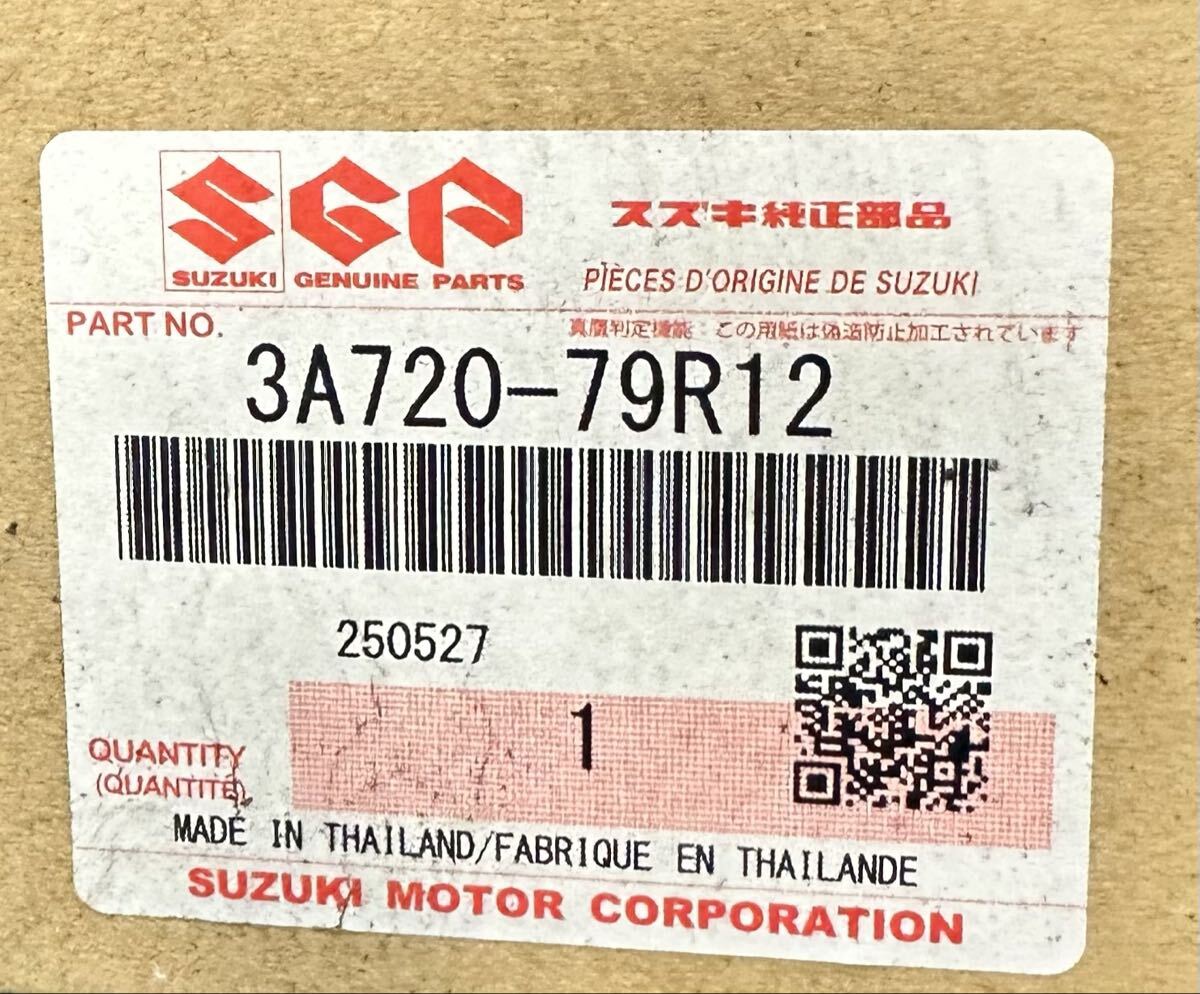 SGP
SUZUKI GENUINE PARTS
スズキ純正部品
PIÈCES D'ORIGINE DE SUZUKI
PART NO.
真贋判定機能：この用紙は偽造防止加工されています
3A720-79R12
250527
1
QUANTITY
(QUANTITÉ)
MADE IN THAILAND/FABRIQUE EN THAILANDE
SUZUKI MOTOR CORPORATION